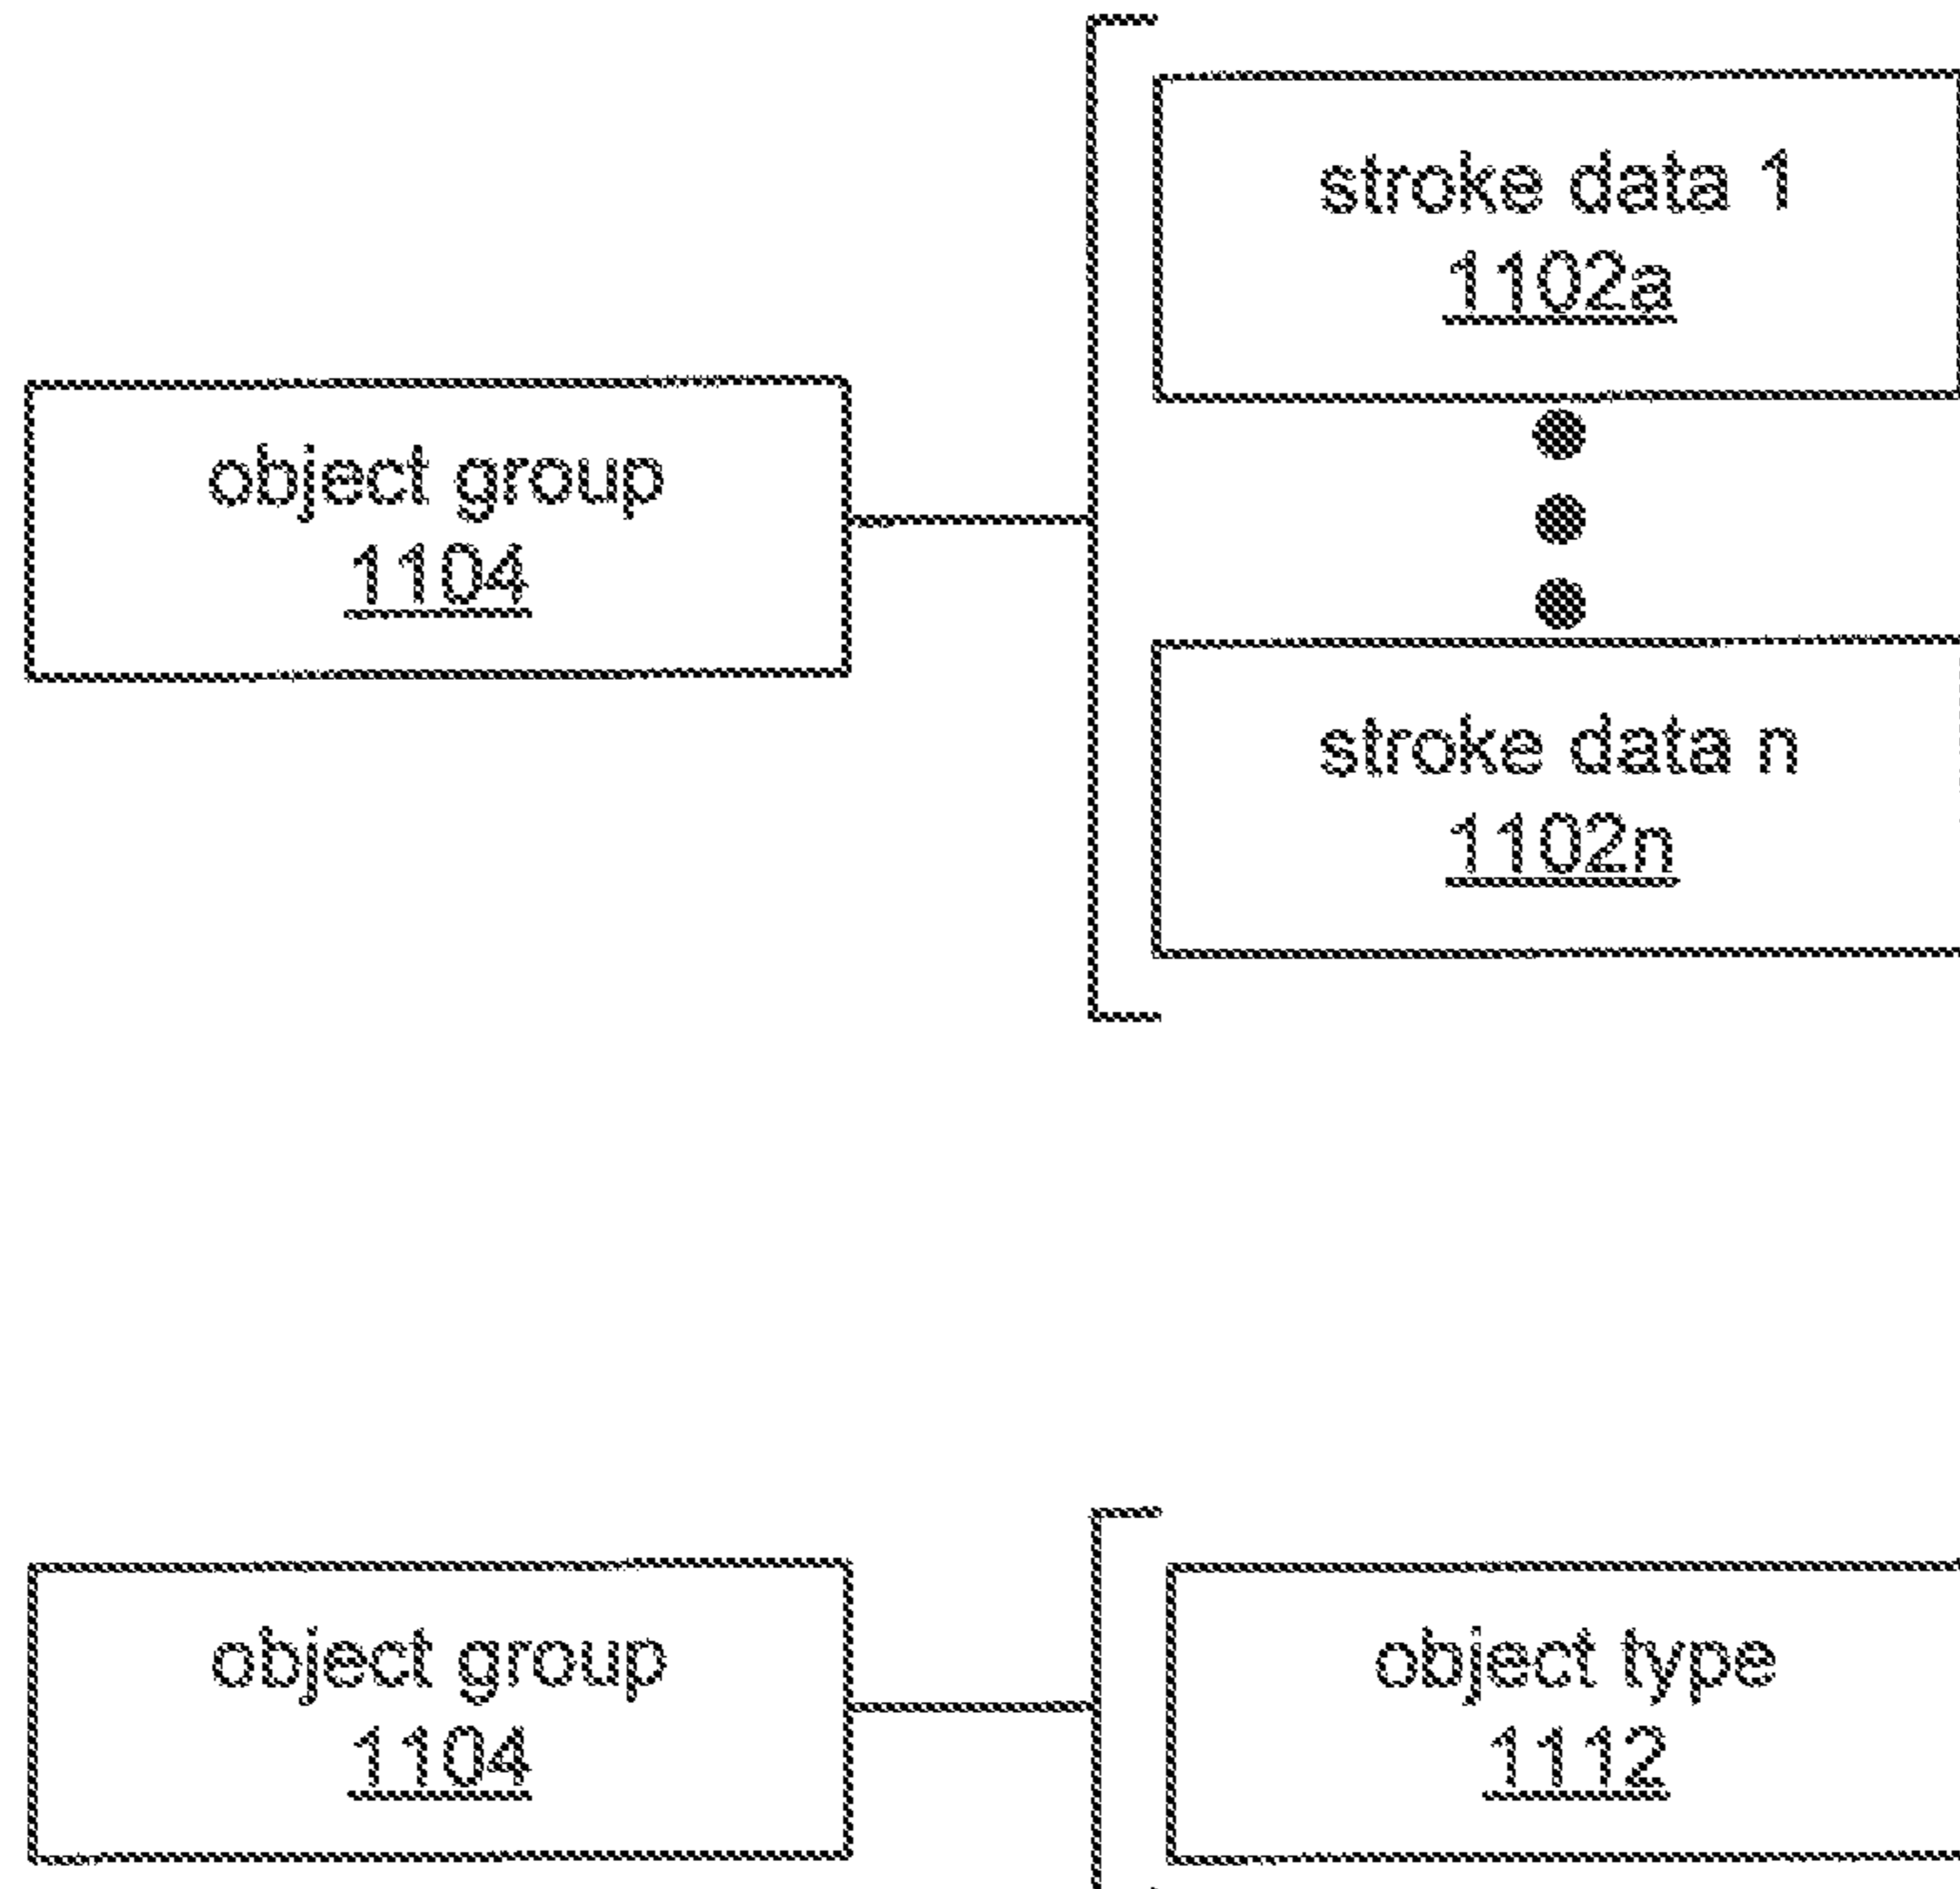 stroke data 1
1102a
object group
1104
stroke data n
1102n
object group
1104
object type
1112